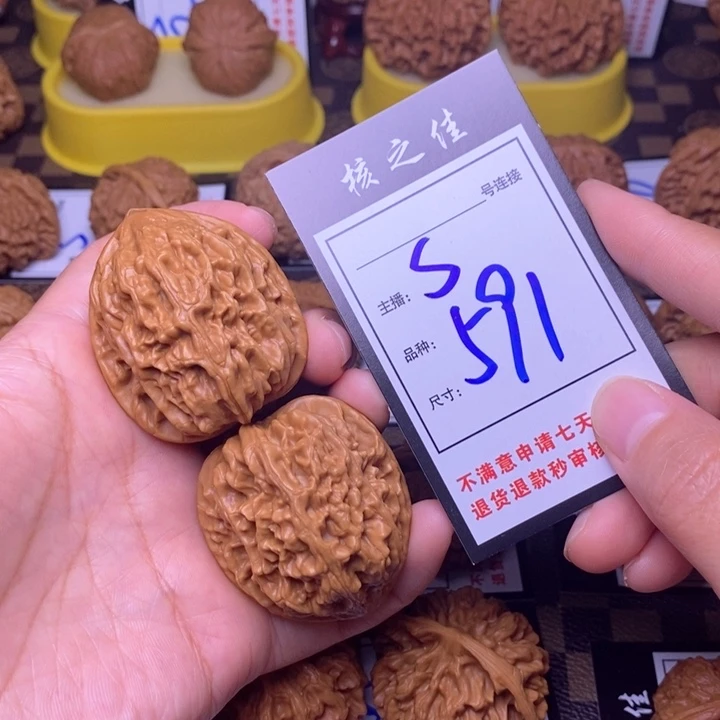 核之佳
号连接
S
主播：
591
品种：
尺寸：
不满意申请七天
退货退款秒审核
佳